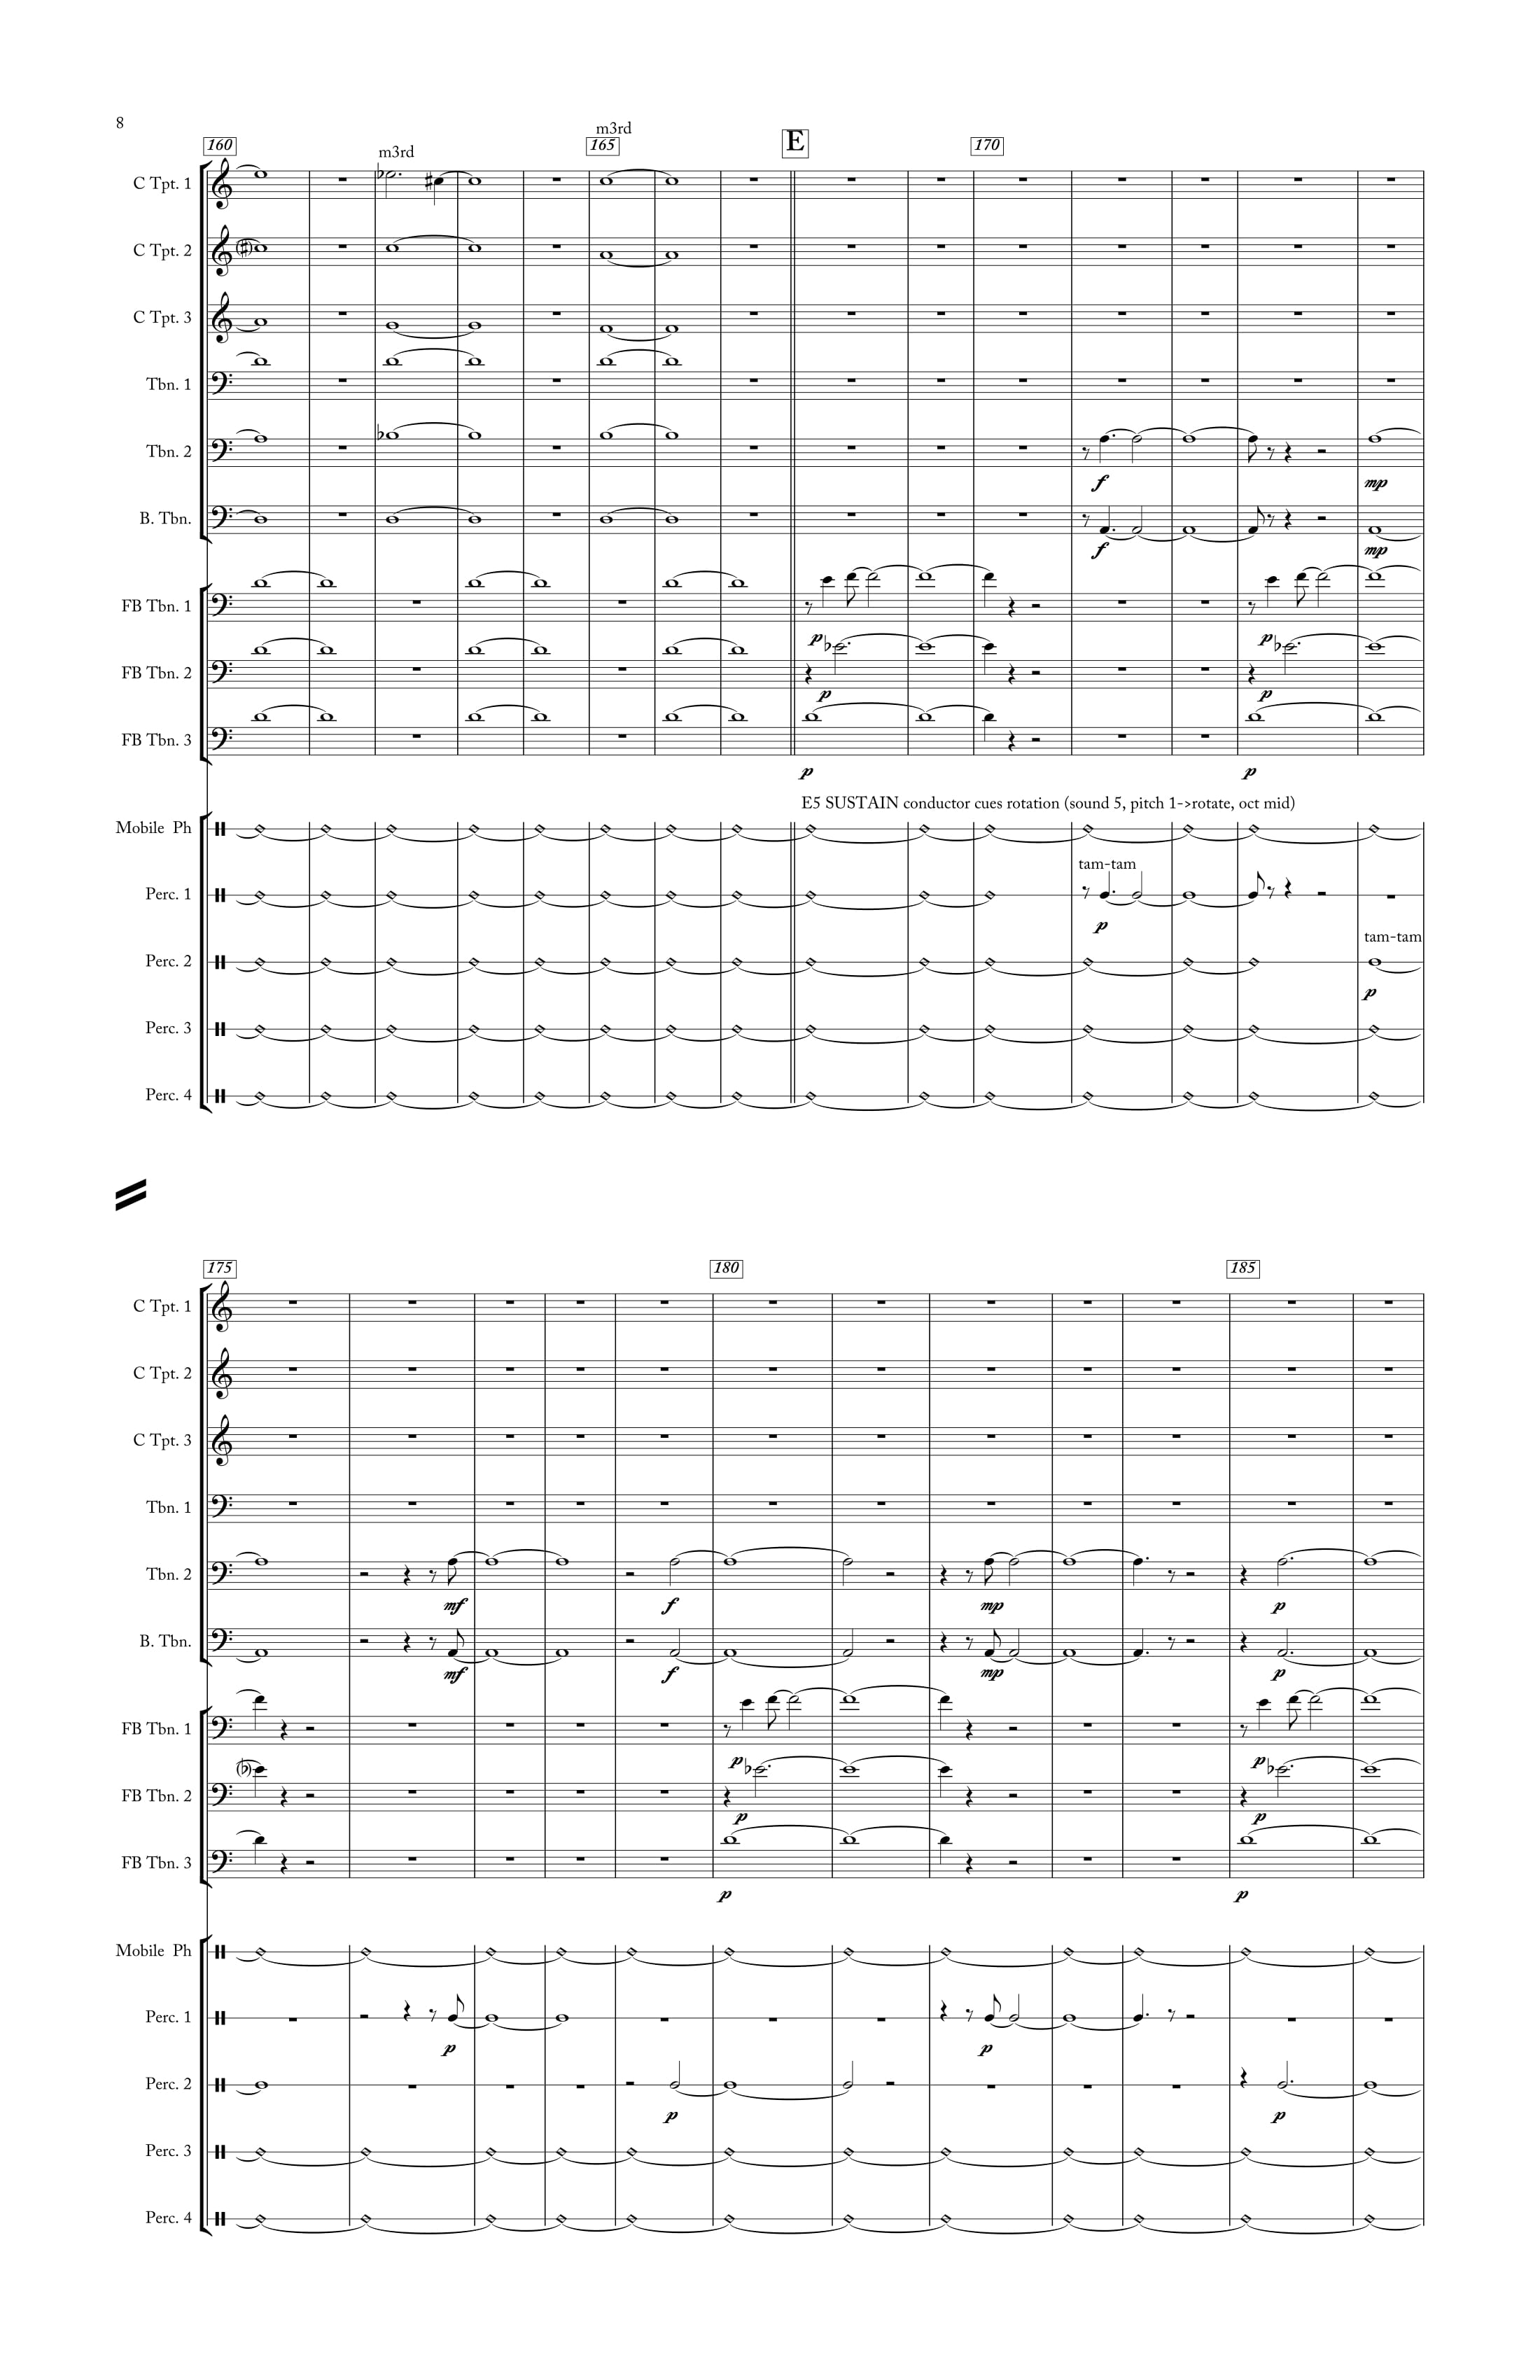 8
m3rd
160
m3rd
165
E
170
C Tpt. 1
C Tpt. 2
C Tpt. 3
Tbn. 1
Tbn. 2
f
mp
B. Tbn.
f
mp
FB Tbn. 1
p
p
FB Tbn. 2
p
p
FB Tbn. 3
p
p
E5 SUSTAIN conductor cues rotation (sound 5, pitch 1->rotate, oct mid)
Mobile Ph
tam-tam
Perc. 1
p
tam-tam
Perc. 2
p
Perc. 3
Perc. 4
175
180
185
C Tpt. 1
C Tpt. 2
C Tpt. 3
Tbn. 1
Tbn. 2
mf
f
mp
p
B. Tbn.
mf
f
mp
p
FB Tbn. 1
p
p
FB Tbn. 2
p
p
FB Tbn. 3
p
p
Mobile Ph
Perc. 1
p
p
Perc. 2
p
p
Perc. 3
Perc. 4